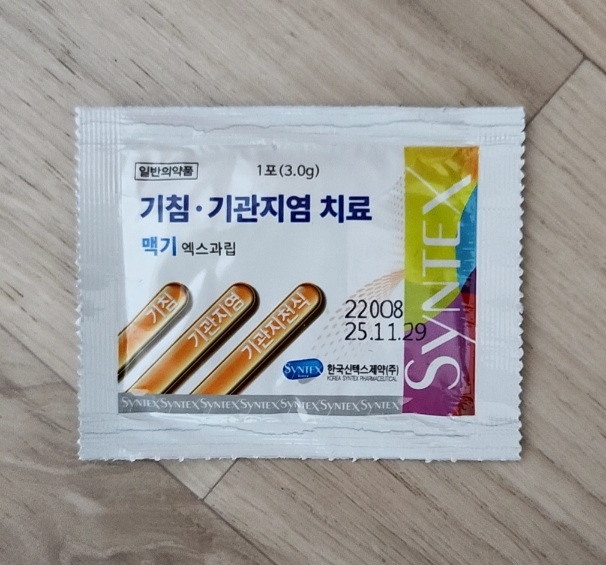 일반의약품
1포(3.0g)
기침·기관지염 치료
맥기 엑스과립
기침
기관지염
기관지천식
22008
25.11.29
SYNTEX
한국신텍스제약(주)
KOREA SYNTEX PHARMACEUTICAL
SYNTEX SYNTEX SYNTEX SYNTEX SYNTEX SYNTEX SYNTEX
SYNTEX